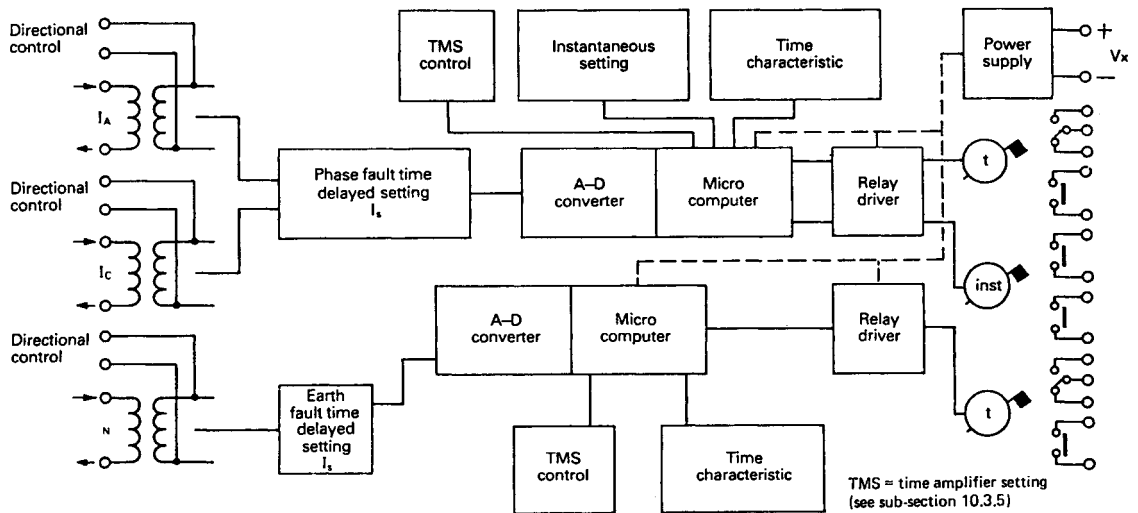 Directional
control
I_A
Directional
control
I_C
Directional
control
N
TMS
control
Instantaneous
setting
Time
characteristic
Power
supply
+
Vx
−
Phase fault time
delayed setting
I_s
A–D
converter
Micro
computer
Relay
driver
t
inst
A–D
converter
Micro
computer
Relay
driver
t
Earth
fault time
delayed
setting
I_s
TMS
control
Time
characteristic
TMS = time amplifier setting
(see sub-section 10.3.5)